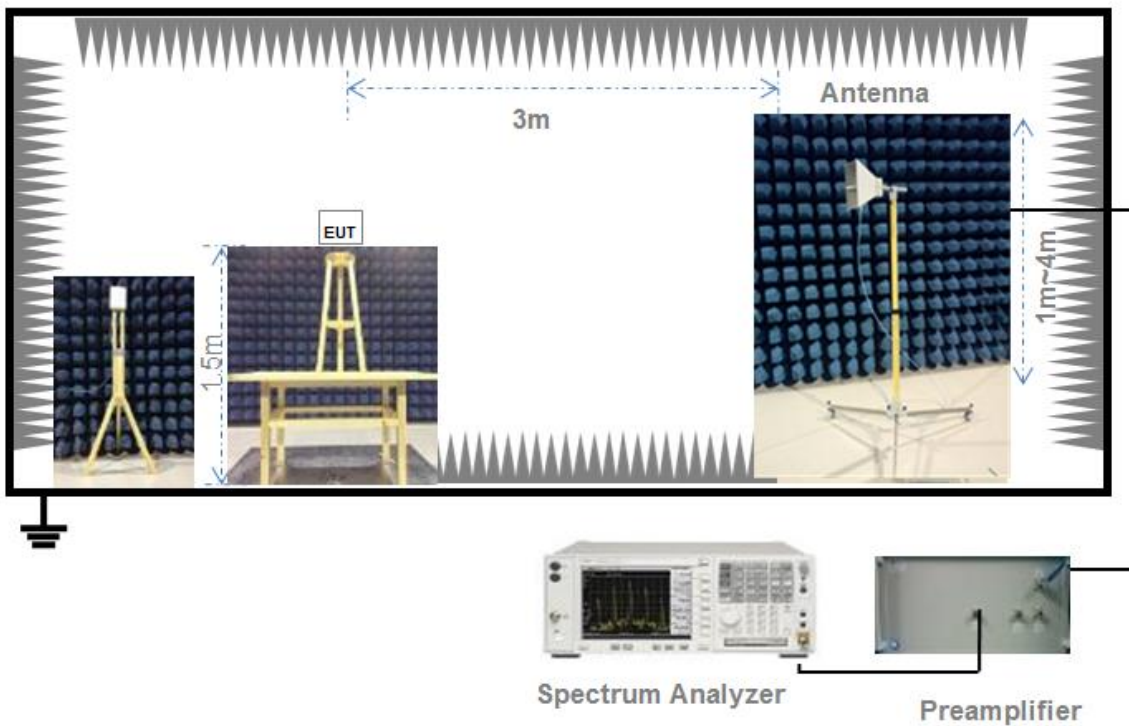 Antenna
3m
EUT
1.5m
1m~4m
Spectrum Analyzer
Preamplifier